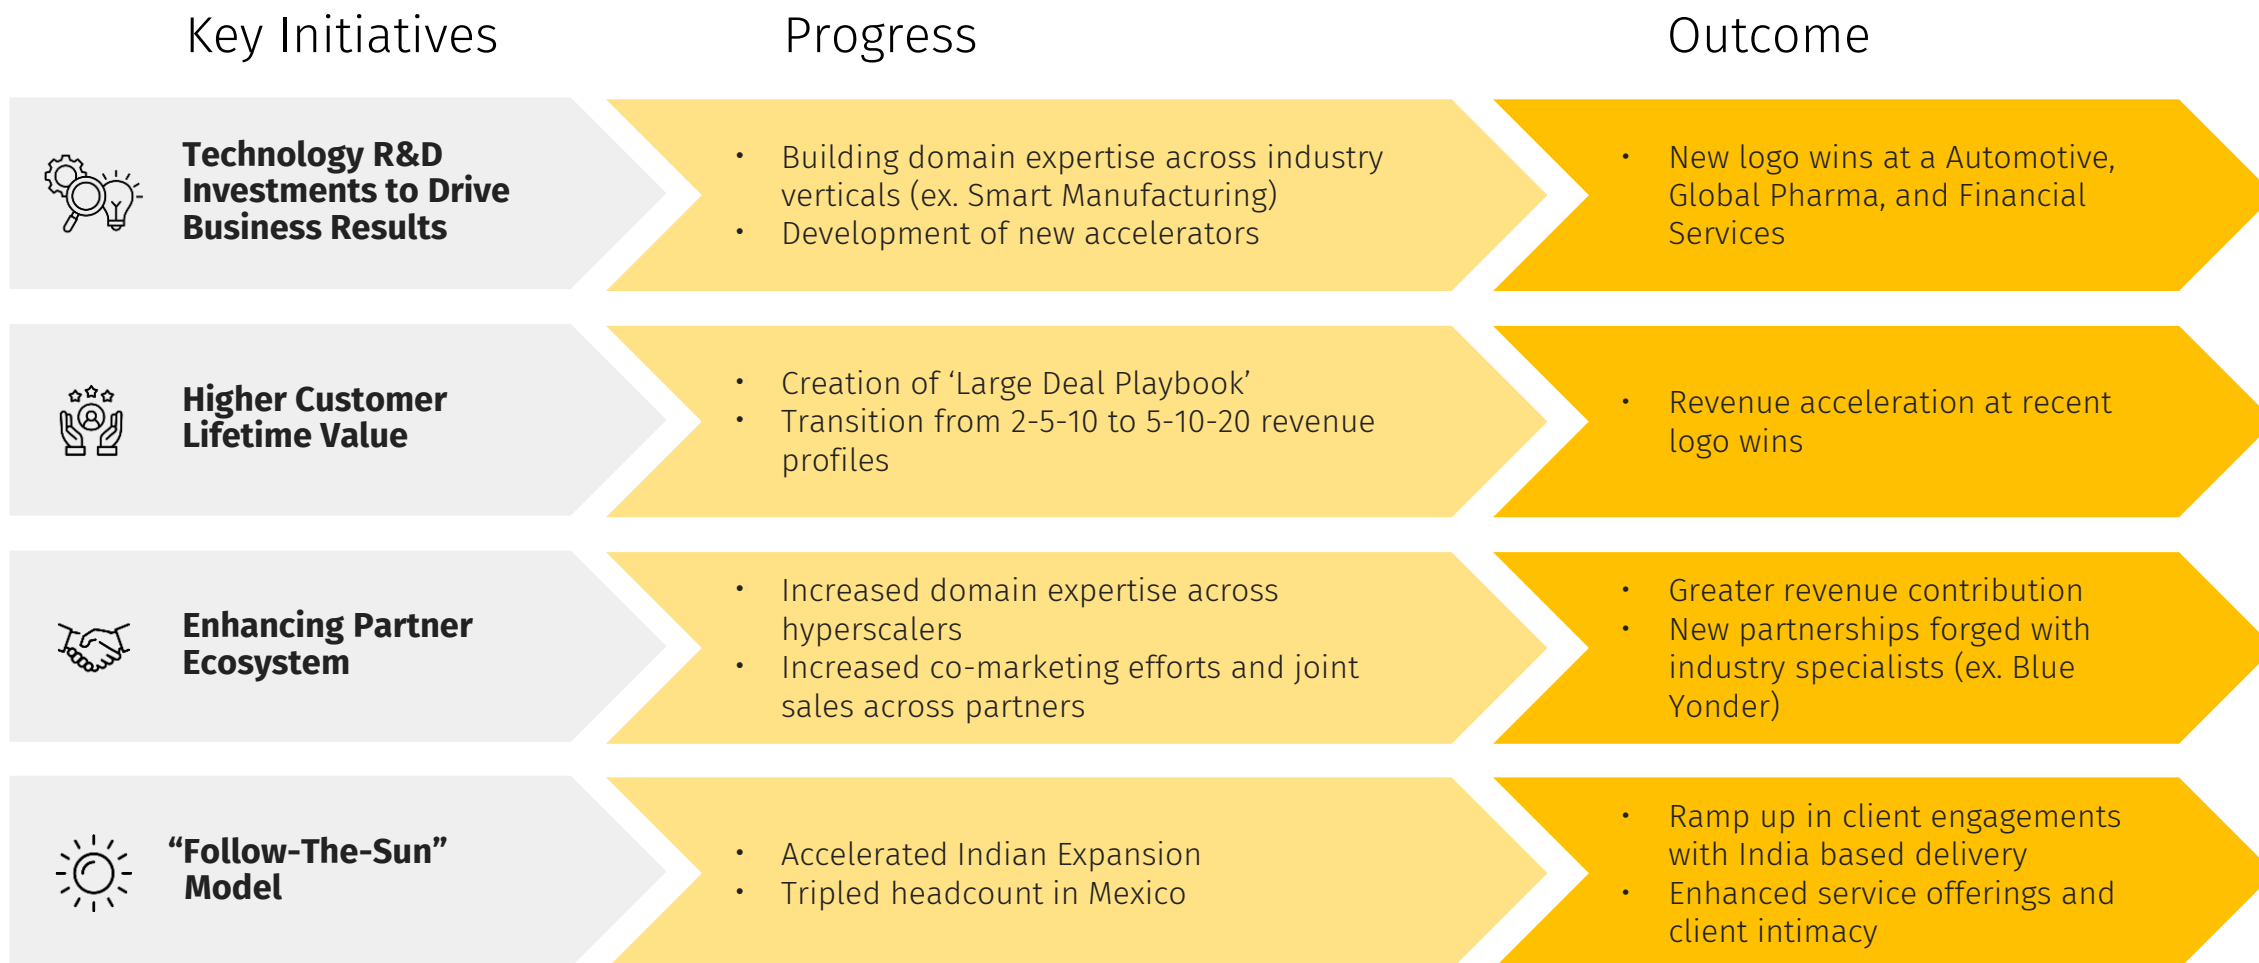 Key Initiatives
Progress
Outcome
Technology R&D
Investments to Drive
Business Results
• Building domain expertise across industry
verticals (ex. Smart Manufacturing)
• Development of new accelerators
• New logo wins at a Automotive,
Global Pharma, and Financial
Services
Higher Customer
Lifetime Value
• Creation of ‘Large Deal Playbook’
• Transition from 2-5-10 to 5-10-20 revenue
profiles
• Revenue acceleration at recent
logo wins
Enhancing Partner
Ecosystem
• Increased domain expertise across
hyperscalers
• Increased co-marketing efforts and joint
sales across partners
• Greater revenue contribution
• New partnerships forged with
industry specialists (ex. Blue
Yonder)
“Follow-The-Sun”
Model
• Accelerated Indian Expansion
• Tripled headcount in Mexico
• Ramp up in client engagements
with India based delivery
• Enhanced service offerings and
client intimacy